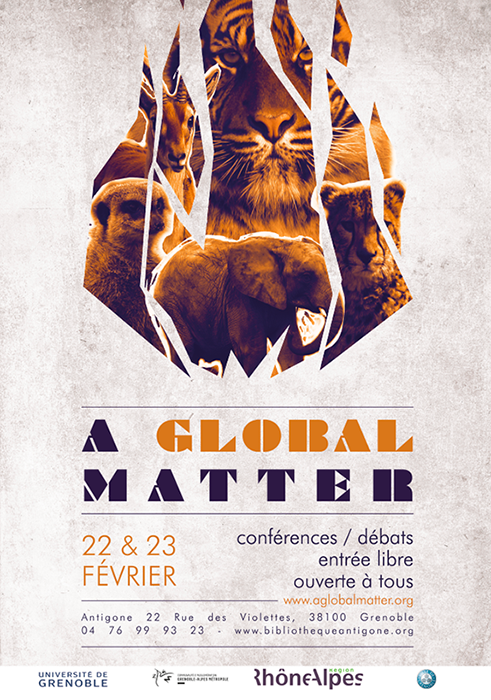 A GLOBAL
MATTER
22 & 23
FÉVRIER
conférences / débats
entrée libre
ouverte à tous
www.aglobalmatter.org
Antigone 22 Rue des Violettes, 38100 Grenoble
04 76 99 93 23 - www.bibliothequeantigone.org
UNIVERSITÉ DE
GRENOBLE
GRENOBLE-ALPES MÉTROPOLE
Région
RhôneAlpes